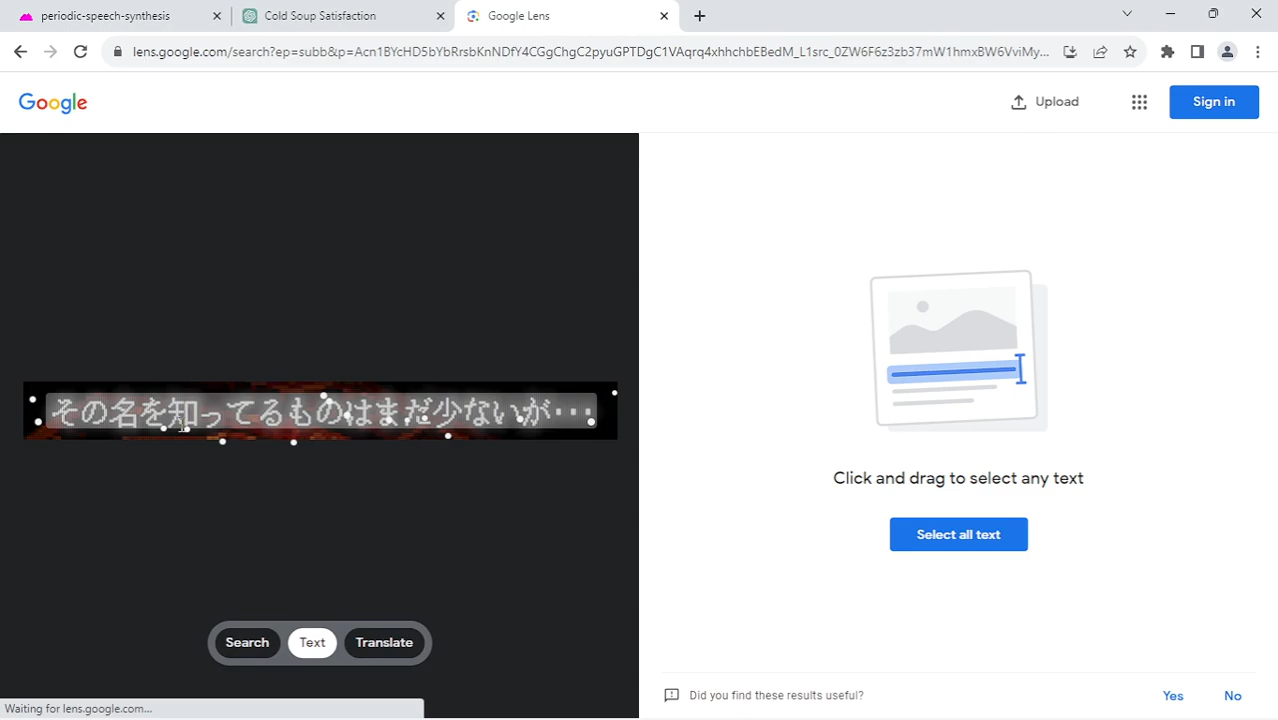 periodic-speech-synthesis
Cold Soup Satisfaction
Google Lens
lens.google.com/search?ep=subb&p=Acn1BYcHD5bYbRrsbKnNDfY4CGgChgC2pyuGPTDgC1VAqrq4xhhchbEBedM_L1src_0ZW6F6z3zb37mW1hmxBW6VviMy...
Google
Upload
Sign in
その名を知ってるものはまだ少ないが･･･
Click and drag to select any text
Select all text
Search
Text
Translate
Did you find these results useful?
Yes
No
Waiting for lens.google.com...